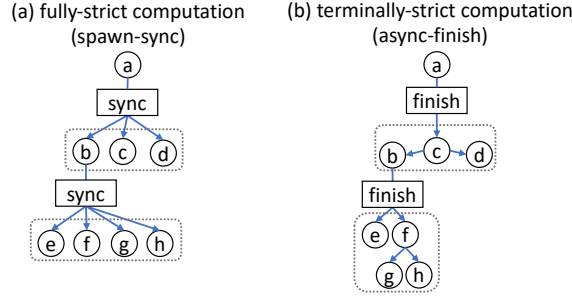 (a) fully-strict computation
(spawn-sync)
a
sync
b c d
sync
e f g h
(b) terminally-strict computation
(async-finish)
a
finish
b c d
finish
e f
g h